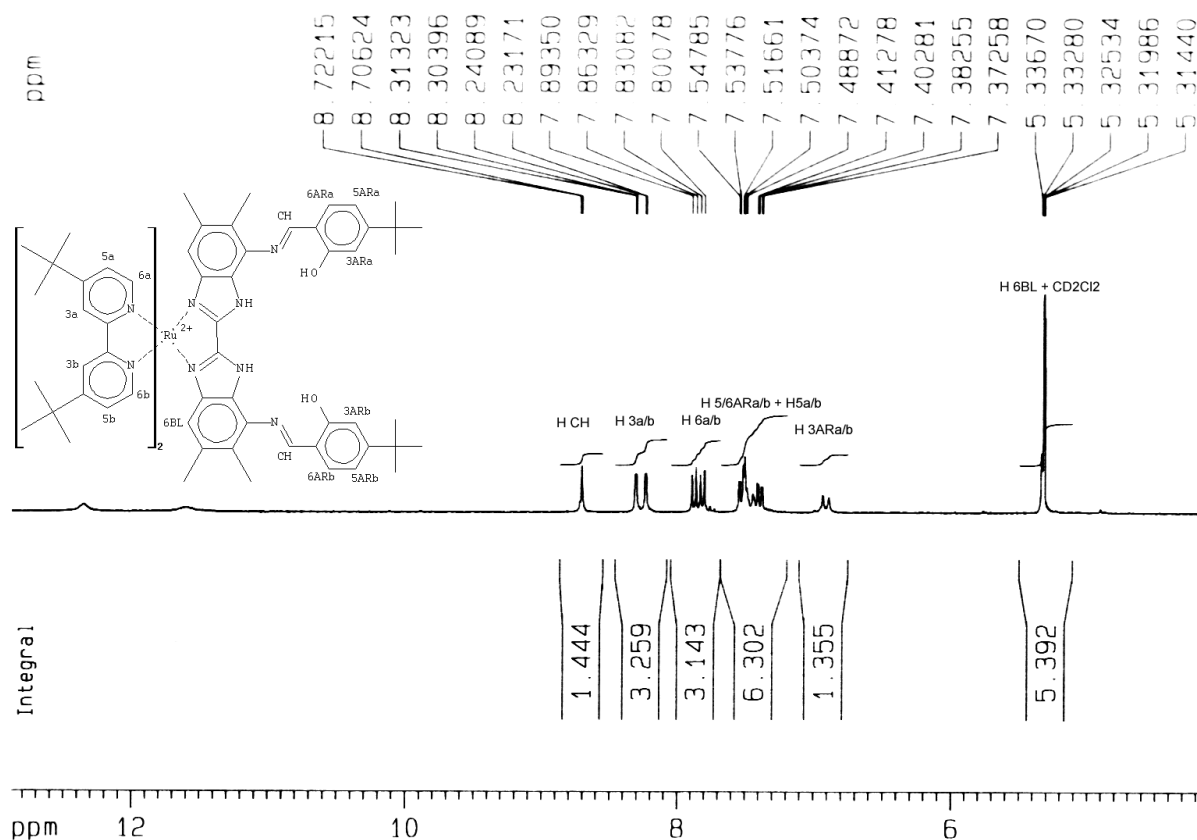 ppm
8.72215
8.70624
8.31323
8.30396
8.24089
8.23171
7.89350
7.86329
7.83082
7.80078
7.54785
7.53776
7.51661
7.50374
7.48872
7.41278
7.40281
7.38255
7.37258
5.33670
5.33280
5.32534
5.31986
5.31440
6ARa 5ARa
CH
N
HO 3ARa
5a 6a
N N NH
3a
Ru 2+
3b
N N NH
5b 6b
2
HO 3ARb
6BL N
CH
6ARb 5ARb
H CH
H 3a/b
H 6a/b
H 5/6ARa/b + H5a/b
H 3ARa/b
H 6BL + CD2Cl2
Integral
1.444
3.259
3.143
6.302
1.355
5.392
ppm 12 10 8 6